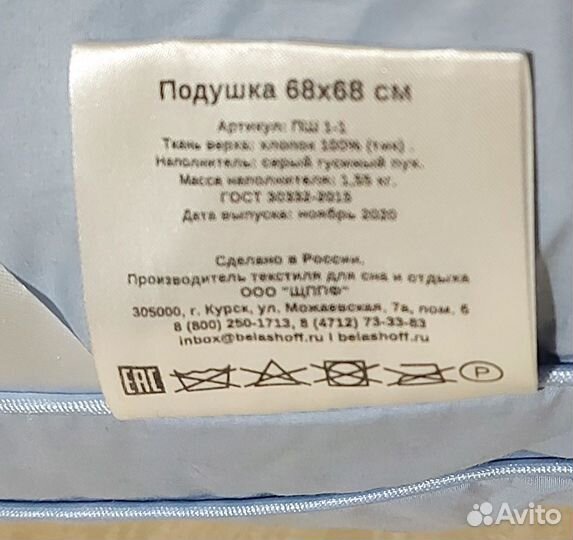 Подушка 68x68 см
Артикул: ПШ 1-1
Ткань верха: хлопок 100% (тик) .
Наполнитель: серый гусиный пух.
Масса наполнителя: 1,55 кг.
ГОСТ 30332-2015
Дата выпуска: ноябрь 2020
Сделано в России.
Производитель текстиля для сна и отдыха
ООО "ЩППФ"
305000, г. Курск, ул. Можаевская, 7а, пом. 6
8 (800) 250-1713, 8 (4712) 73-33-83
inbox@belashoff.ru | belashoff.ru
EAC P
Avito